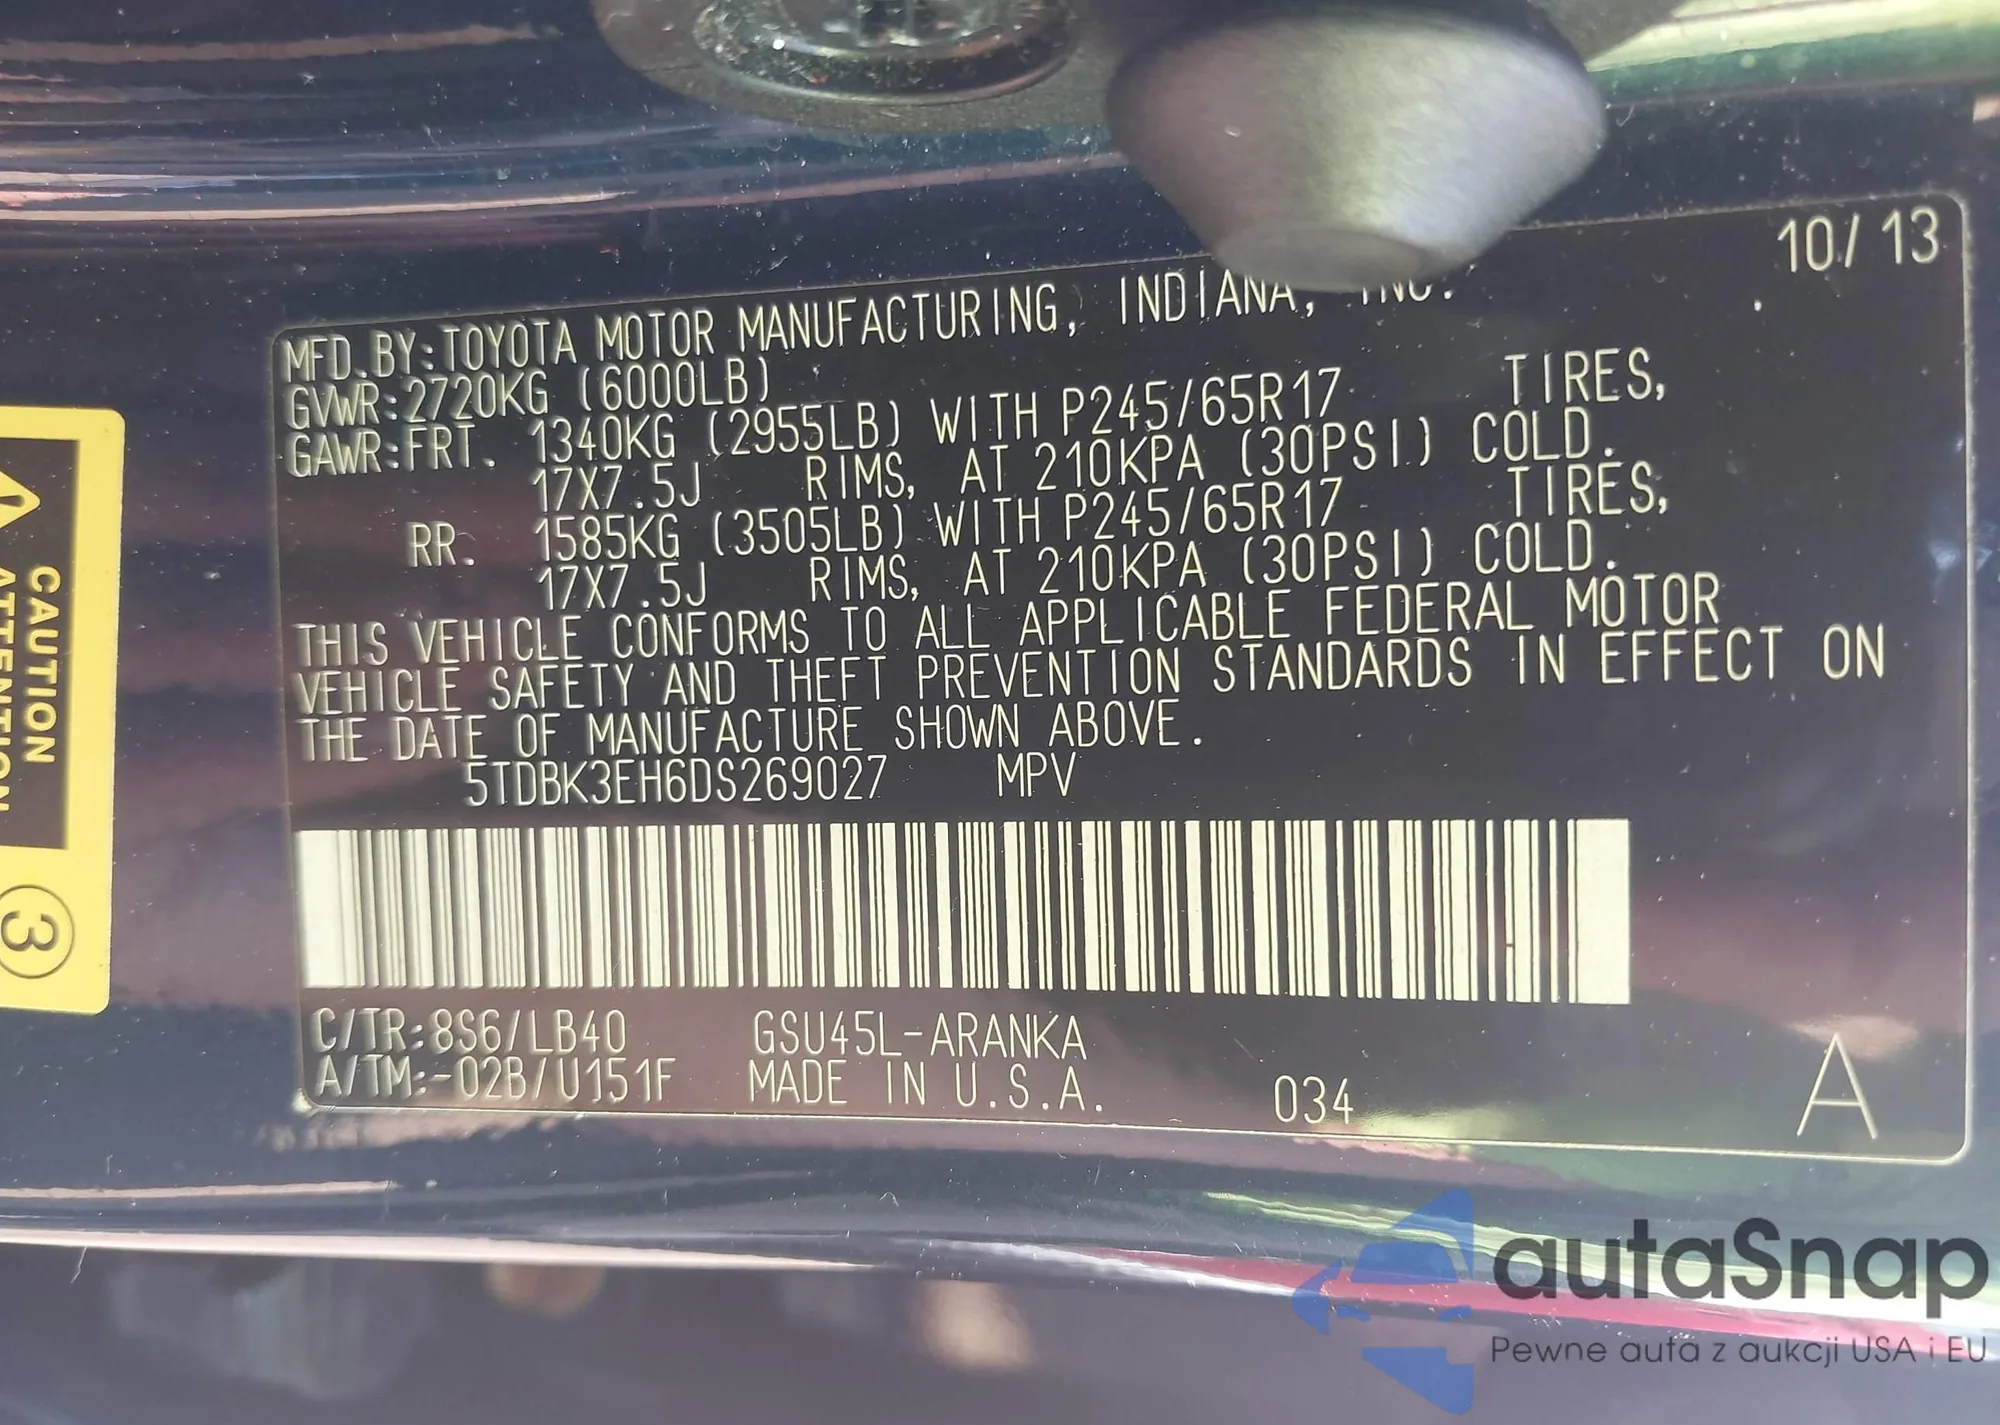 10/13
MFD.BY:TOYOTA MOTOR MANUFACTURING, INDIANA, INC.
GVWR:2720KG (6000LB)
GAWR:FRT. 1340KG (2955LB) WITH P245/65R17 TIRES,
17X7.5J RIMS, AT 210KPA (30PSI) COLD.
RR. 1585KG (3505LB) WITH P245/65R17 TIRES,
17X7.5J RIMS, AT 210KPA (30PSI) COLD.
THIS VEHICLE CONFORMS TO ALL APPLICABLE FEDERAL MOTOR
VEHICLE SAFETY AND THEFT PREVENTION STANDARDS IN EFFECT ON
THE DATE OF MANUFACTURE SHOWN ABOVE.
5TDBK3EH6DS269027 MPV
C/TR:8S6/LB40 GSU45L-ARANKA
A/TM:-02B/U151F MADE IN U.S.A. 034 A
CAUTION
ATTENTION
3
autaSnap
Pewne auta z aukcji USA i EU